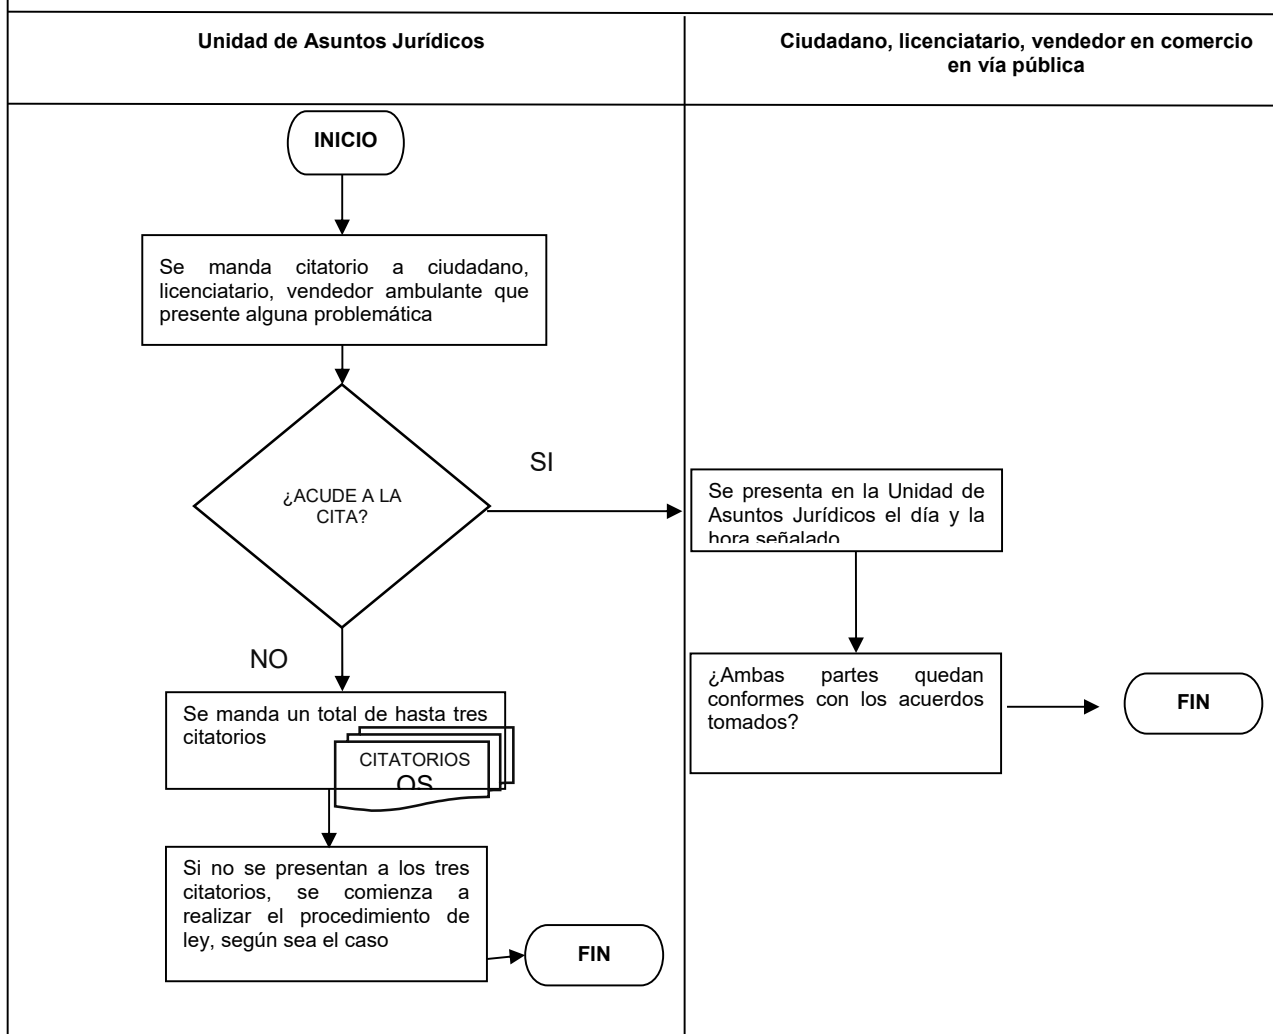 Unidad de Asuntos Jurídicos
Ciudadano, licenciatario, vendedor en comercio
en vía pública
INICIO
Se manda citatorio a ciudadano,
licenciatario, vendedor ambulante que
presente alguna problemática
¿ACUDE A LA
CITA?
SI
Se presenta en la Unidad de
Asuntos Jurídicos el día y la
hora señalado
NO
¿Ambas partes quedan
conformes con los acuerdos
tomados?
FIN
Se manda un total de hasta tres
citatorios
CITATORIOS
OS
Si no se presentan a los tres
citatorios, se comienza a
realizar el procedimiento de
ley, según sea el caso
FIN